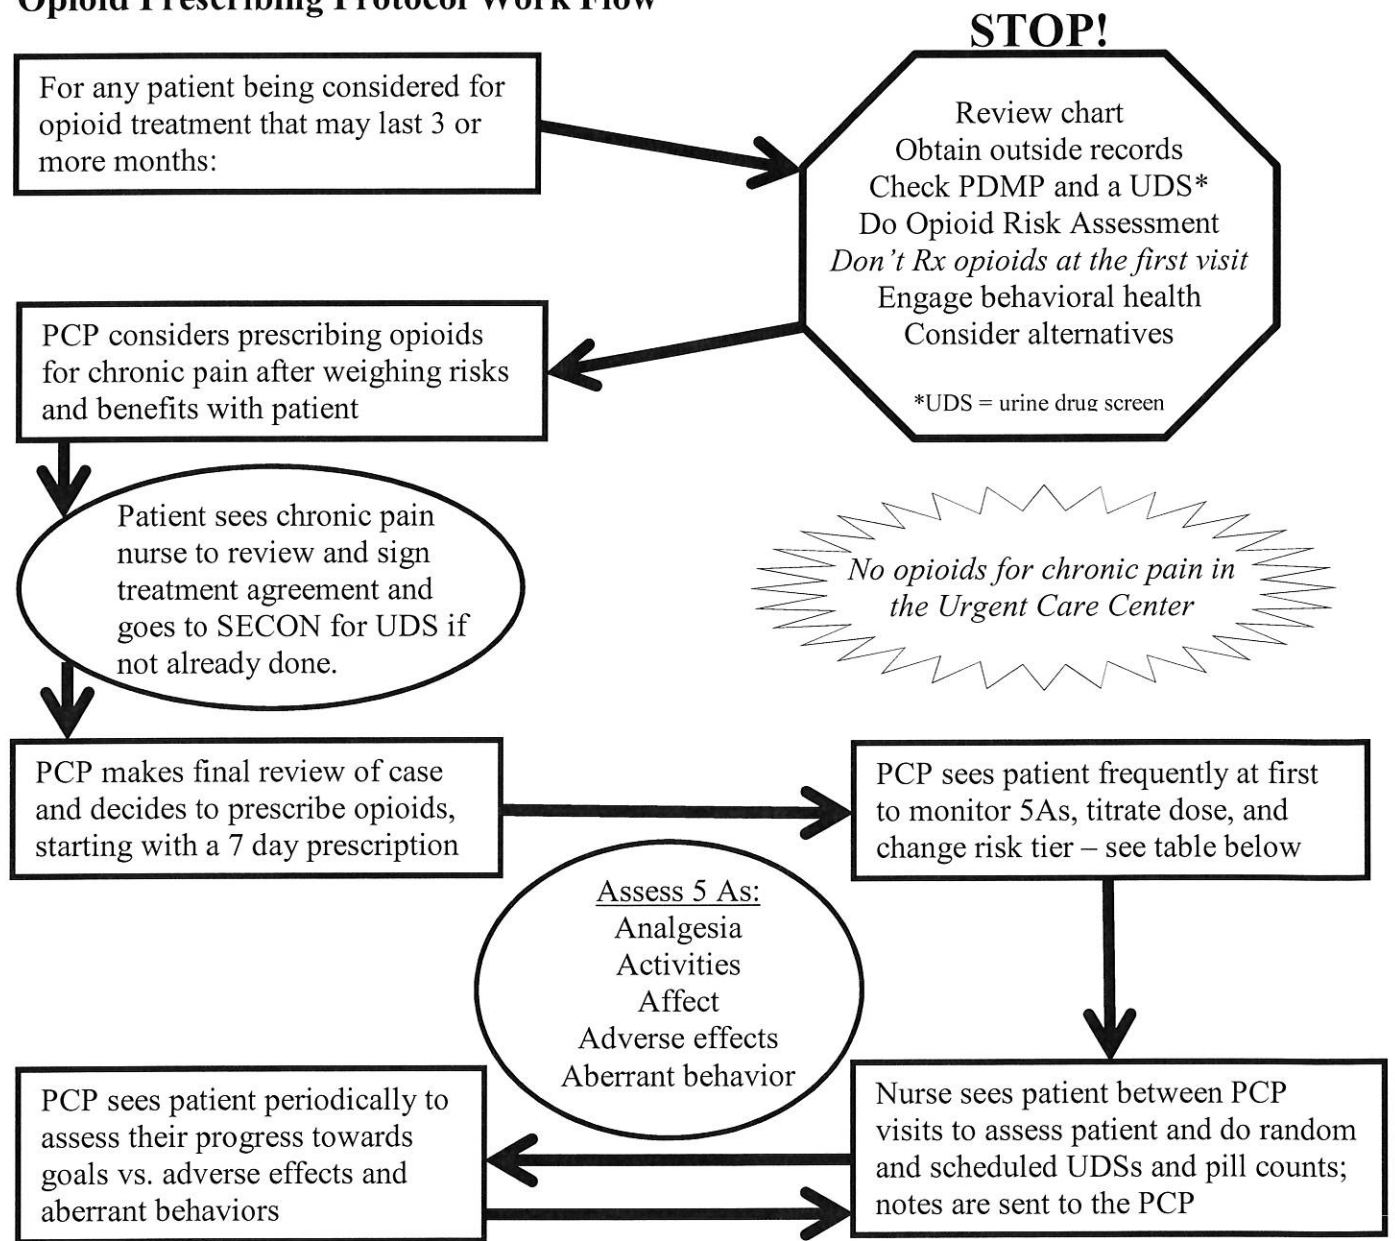 Opioid Prescribing Protocol Work Flow
STOP!
For any patient being considered for
opioid treatment that may last 3 or
more months:
Review chart
Obtain outside records
Check PDMP and a UDS*
Do Opioid Risk Assessment
Don't Rx opioids at the first visit
Engage behavioral health
Consider alternatives
*UDS = urine drug screen
PCP considers prescribing opioids
for chronic pain after weighing risks
and benefits with patient
Patient sees chronic pain
nurse to review and sign
treatment agreement and
goes to SECON for UDS if
not already done.
No opioids for chronic pain in
the Urgent Care Center
PCP makes final review of case
and decides to prescribe opioids,
starting with a 7 day prescription
PCP sees patient frequently at first
to monitor 5As, titrate dose, and
change risk tier – see table below
Assess 5 As:
Analgesia
Activities
Affect
Adverse effects
Aberrant behavior
Nurse sees patient between PCP
visits to assess patient and do random
and scheduled UDSs and pill counts;
notes are sent to the PCP
PCP sees patient periodically to
assess their progress towards
goals vs. adverse effects and
aberrant behaviors